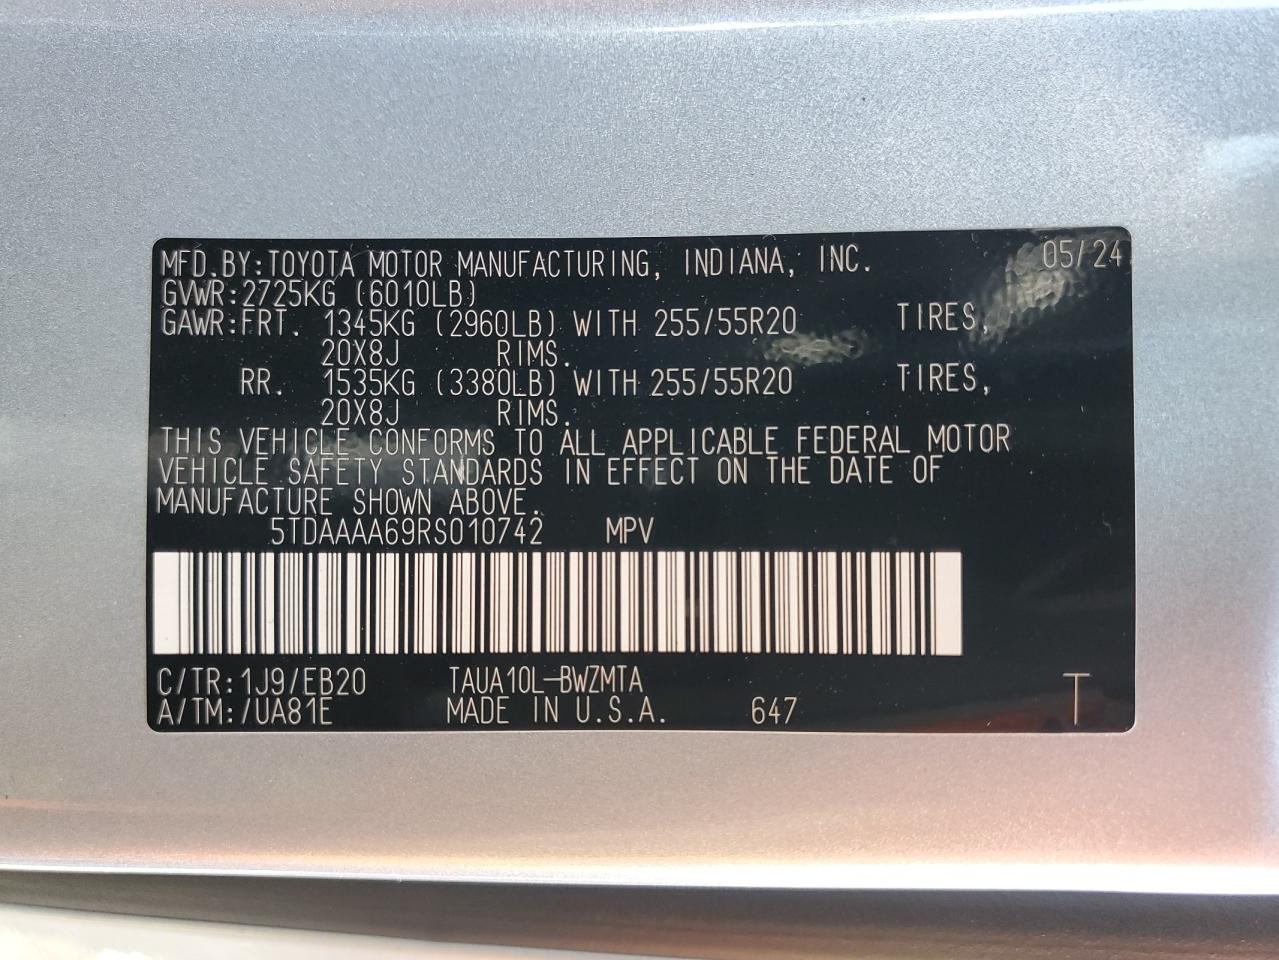 MFD.BY:TOYOTA MOTOR MANUFACTURING, INDIANA, INC. 05/24
GVWR:2725KG (6010LB)
GAWR:FRT. 1345KG (2960LB) WITH 255/55R20 TIRES,
20X8J RIMS.
RR. 1535KG (3380LB) WITH 255/55R20 TIRES,
20X8J RIMS.
THIS VEHICLE CONFORMS TO ALL APPLICABLE FEDERAL MOTOR
VEHICLE SAFETY STANDARDS IN EFFECT ON THE DATE OF
MANUFACTURE SHOWN ABOVE.
5TDAAAA69RS010742 MPV
C/TR:1J9/EB20 TAUA10L-BWZMTA
A/TM:/UA81E MADE IN U.S.A. 647 T